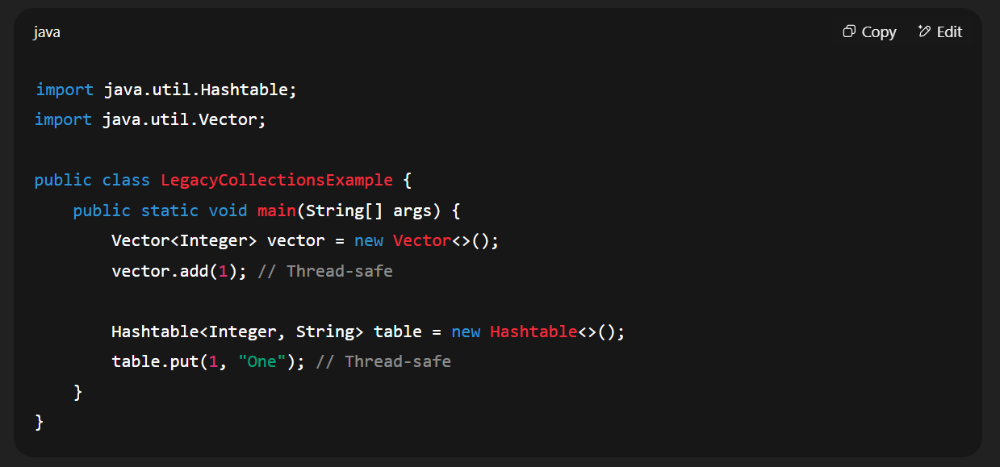 java
Copy
Edit
import java.util.Hashtable;
import java.util.Vector;
public class LegacyCollectionsExample {
    public static void main(String[] args) {
        Vector<Integer> vector = new Vector<>();
        vector.add(1); // Thread-safe
        Hashtable<Integer, String> table = new Hashtable<>();
        table.put(1, "One"); // Thread-safe
    }
}